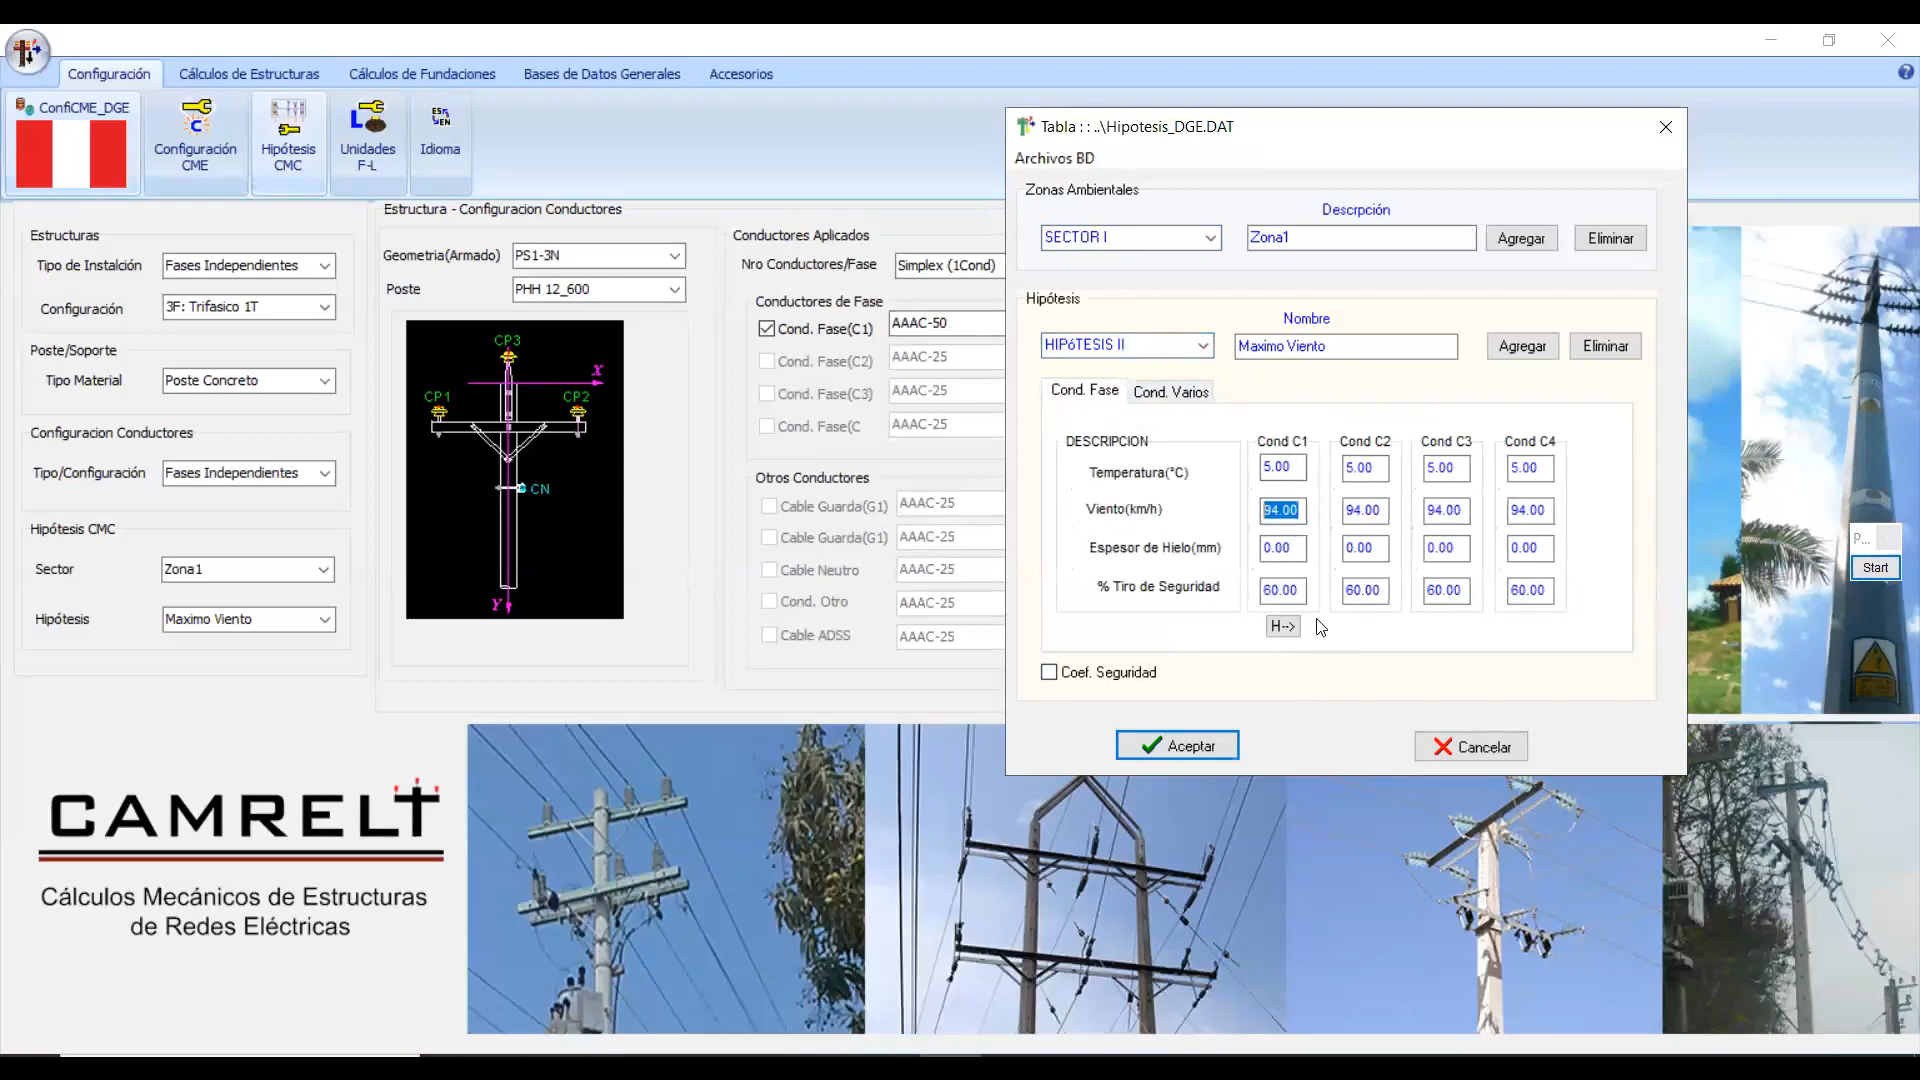 Configuración
Cálculos de Estructuras
Cálculos de Fundaciones
Bases de Datos Generales
Accesorios
ConfiCME_DGE
Configuración
CME
Hipótesis
CMC
Unidades
F-L
ES
EN
Idioma
Estructuras
Tipo de Instalción
Fases Independientes
Configuración
3F: Trifasico 1T
Poste/Soporte
Tipo Material
Poste Concreto
Configuracion Conductores
Tipo/Configuración
Fases Independientes
Hipótesis CMC
Sector
Zona1
Hipótesis
Maximo Viento
Estructura - Configuracion Conductores
Geometria(Armado)
PS1-3N
Poste
PHH 12_600
CP3
X
CP1
CP2
CN
Y
Conductores Aplicados
Nro Conductores/Fase
Simplex (1Cond)
Conductores de Fase
Cond. Fase(C1)
AAAC-50
Cond. Fase(C2)
AAAC-25
Cond. Fase(C3)
AAAC-25
Cond. Fase(C
AAAC-25
Otros Conductores
Cable Guarda(G1)
AAAC-25
Cable Guarda(G1)
AAAC-25
Cable Neutro
AAAC-25
Cond. Otro
AAAC-25
Cable ADSS
AAAC-25
Tabla : : ..\Hipotesis_DGE.DAT
Archivos BD
Zonas Ambientales
Descrpción
SECTOR I
Zona1
Agregar
Eliminar
Hipótesis
Nombre
HIPóTESIS II
Maximo Viento
Agregar
Eliminar
Cond. Fase
Cond. Varios
DESCRIPCION
Cond C1
Cond C2
Cond C3
Cond C4
Temperatura(°C)
5.00
5.00
5.00
5.00
Viento(km/h)
94.00
94.00
94.00
94.00
Espesor de Hielo(mm)
0.00
0.00
0.00
0.00
% Tiro de Seguridad
60.00
60.00
60.00
60.00
H-->
Coef. Seguridad
Aceptar
Cancelar
P...
Start
CAMRELT
Cálculos Mecánicos de Estructuras
de Redes Eléctricas